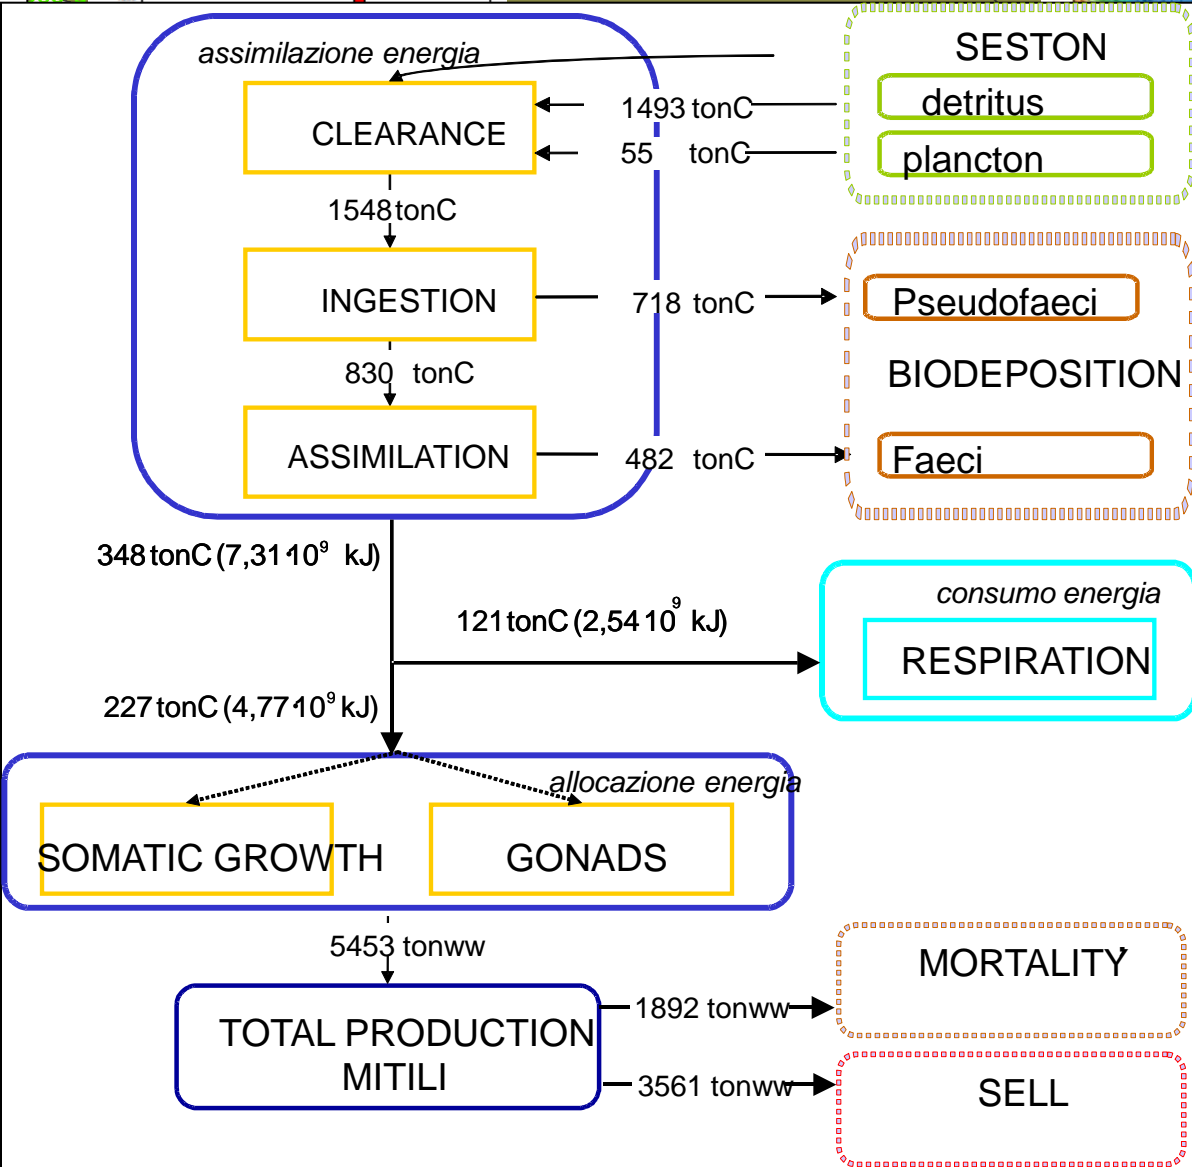 assimilazione energia
SESTON
detritus
1493 tonC
CLEARANCE
plancton
55 tonC
1548 tonC
INGESTION
718 tonC
Pseudofaeci
830 tonC
BIODEPOSITION
ASSIMILATION
482 tonC
Faeci
348 tonC (7,31·10⁹ kJ)
consumo energia
121 tonC (2,54 10⁹ kJ)
RESPIRATION
227 tonC (4,77·10⁹ kJ)
allocazione energia
SOMATIC GROWTH
GONADS
5453 tonww
MORTALITY
1892 tonww
TOTAL PRODUCTION
MITILI
3561 tonww
SELL